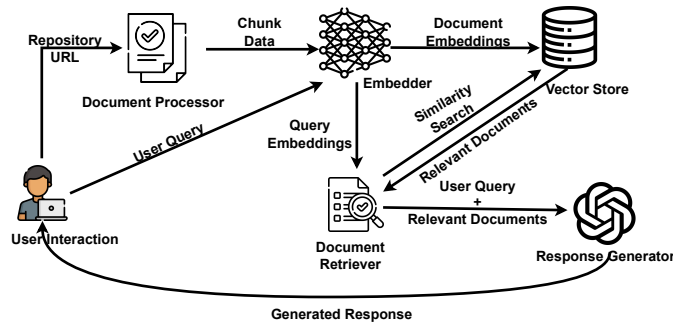 Repository
URL
Chunk
Data
Document
Embeddings
Document Processor
Embedder
Vector Store
User Query
Query
Embeddings
Similarity
Search
Relevant Documents
User Query
+
Relevant Documents
User Interaction
Document
Retriever
Response Generator
Generated Response